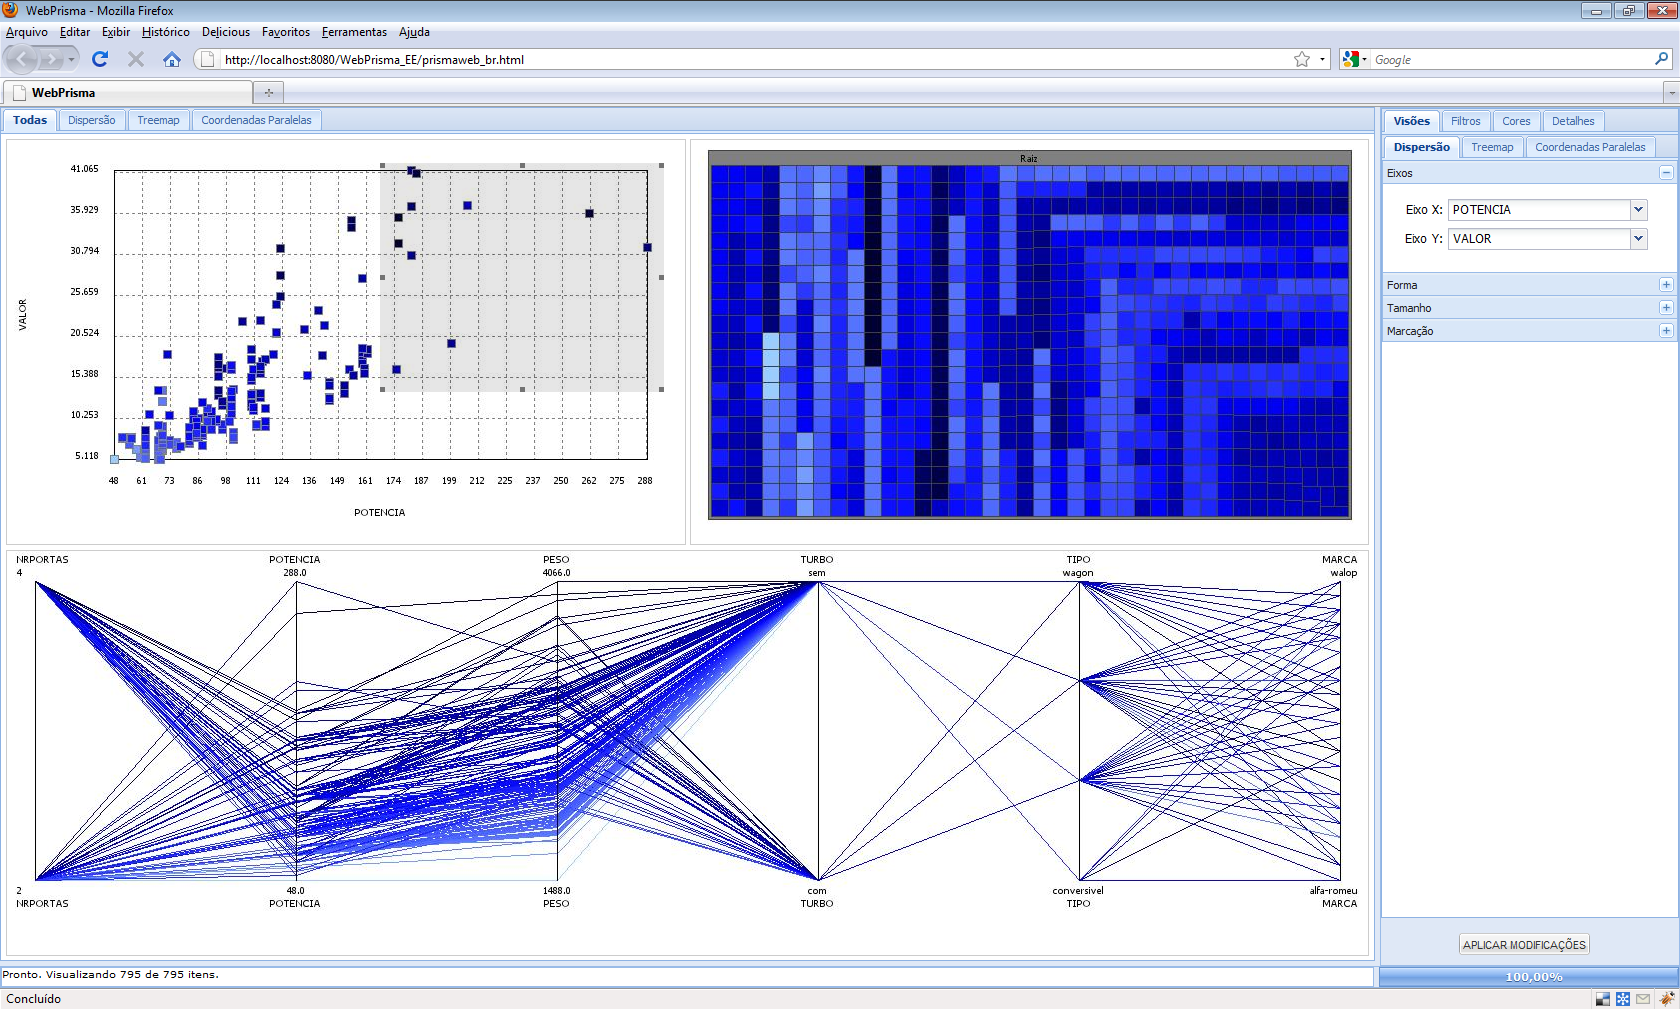 WebPrisma - Mozilla Firefox
Arquivo Editar Exibir Histórico Delicious Favoritos Ferramentas Ajuda
http://localhost:8080/WebPrisma_EE/prismaweb_br.html
Google
WebPrisma
Todas Dispersão Treemap Coordenadas Paralelas
Visões Filtros Cores Detalhes
Dispersão Treemap Coordenadas Paralelas
Eixos
Eixo X: POTENCIA
Eixo Y: VALOR
Forma
Tamanho
Marcação
APLICAR MODIFICAÇÕES
41.065
35.929
30.794
25.659
20.524
15.388
10.253
5.118
VALOR
48 61 73 86 98 111 124 136 149 161 174 187 199 212 225 237 250 262 275 288
POTENCIA
Raiz
NRPORTAS POTENCIA PESO TURBO TIPO MARCA
4 288.0 4066.0 sem wagon walop
2 48.0 1488.0 com conversivel alfa-romeu
NRPORTAS POTENCIA PESO TURBO TIPO MARCA
Pronto. Visualizando 795 de 795 itens.
100,00%
Concluído